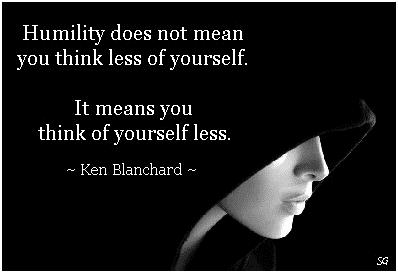 Humility does not mean
you think less of yourself.
It means you
think of yourself less.
~ Ken Blanchard ~
SG